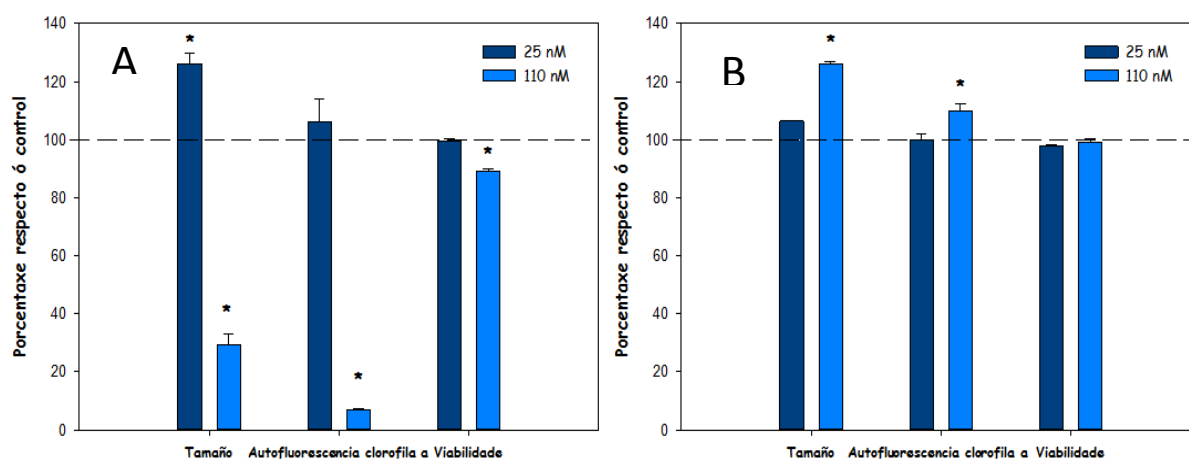 A
140
120
100
80
60
40
20
0
Porcentaxe respecto ó control
25 nM
110 nM
*
*
*
*
Tamaño Autofluorescencia clorofila a Viabilidade
B
140
120
100
80
60
40
20
0
Porcentaxe respecto ó control
25 nM
110 nM
*
*
Tamaño Autofluorescencia clorofila a Viabilidade